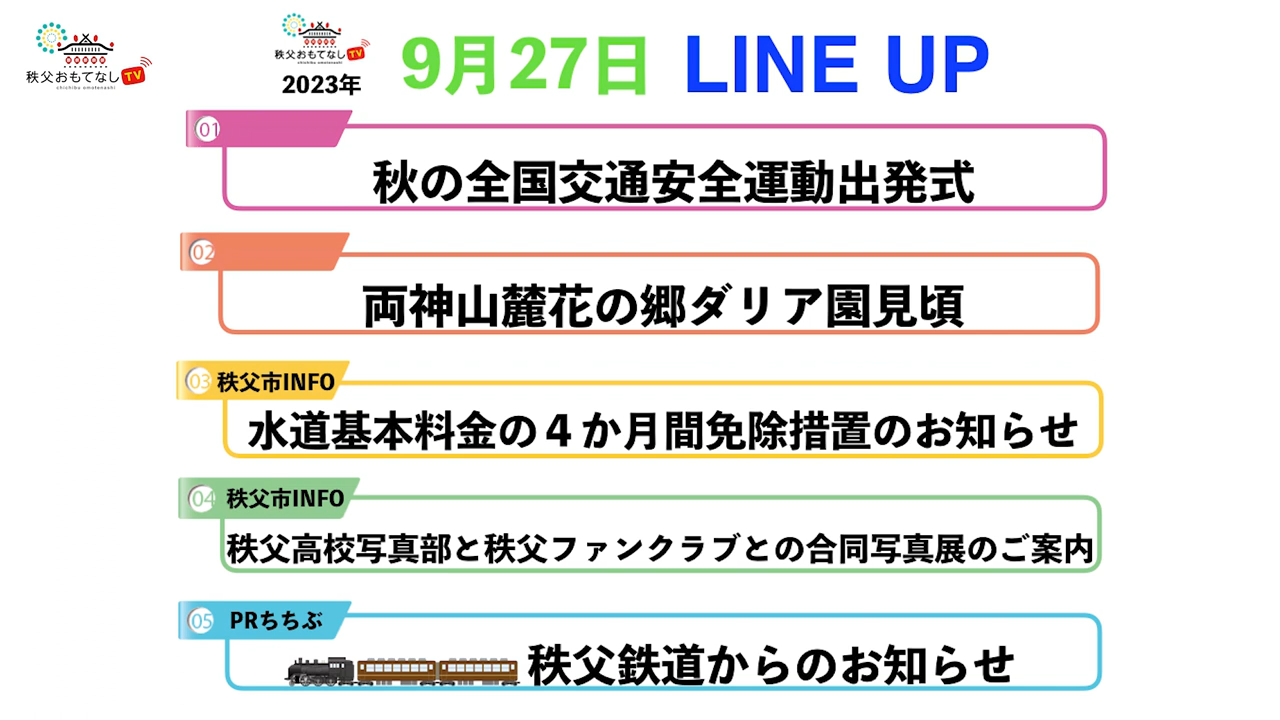 秩父おもてなしTV
chichibu omotenashi
秩父おもてなしTV
2023年
9月27日 LINE UP
01
秋の全国交通安全運動出発式
02
両神山麓花の郷ダリア園見頃
03 秩父市INFO
水道基本料金の4か月間免除措置のお知らせ
04 秩父市INFO
秩父高校写真部と秩父ファンクラブとの合同写真展のご案内
05 PRちちぶ
秩父鉄道からのお知らせ